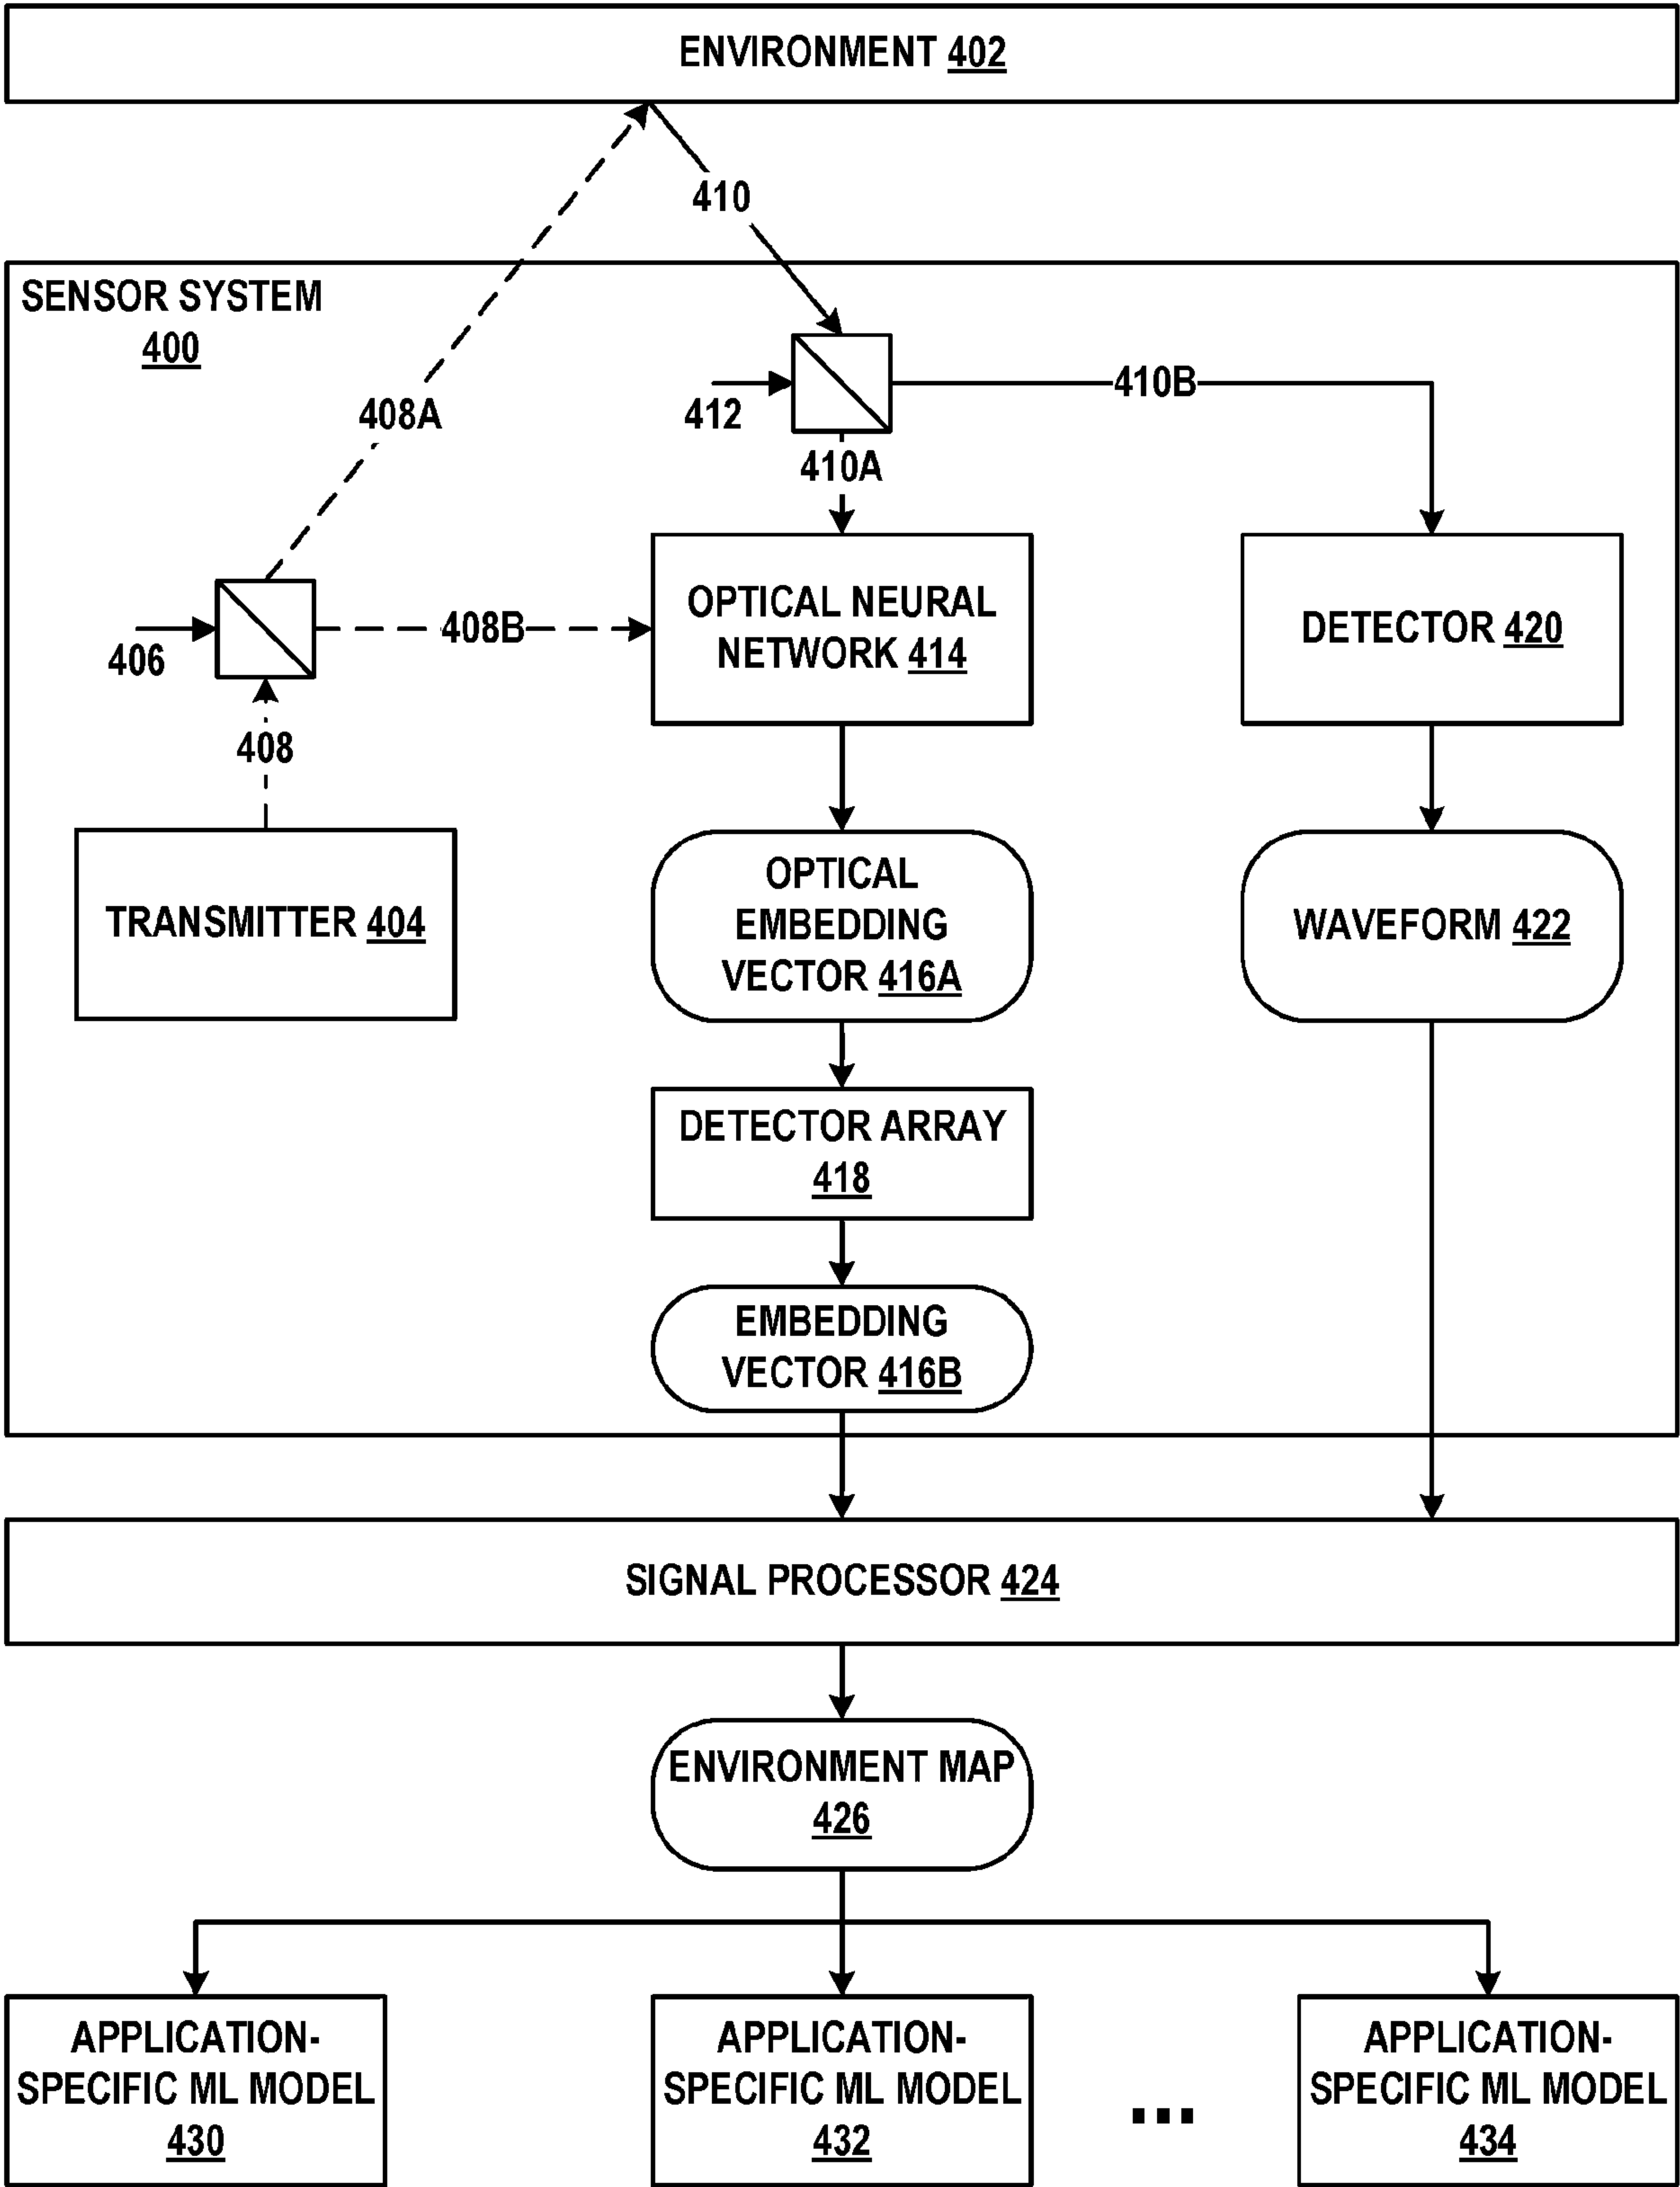 ENVIRONMENT 402
410
SENSOR SYSTEM
400
408A
412
410B
410A
406
408B
OPTICAL NEURAL
NETWORK 414
DETECTOR 420
408
TRANSMITTER 404
OPTICAL
EMBEDDING
VECTOR 416A
WAVEFORM 422
DETECTOR ARRAY
418
EMBEDDING
VECTOR 416B
SIGNAL PROCESSOR 424
ENVIRONMENT MAP
426
APPLICATION-
SPECIFIC ML MODEL
430
APPLICATION-
SPECIFIC ML MODEL
432
...
APPLICATION-
SPECIFIC ML MODEL
434